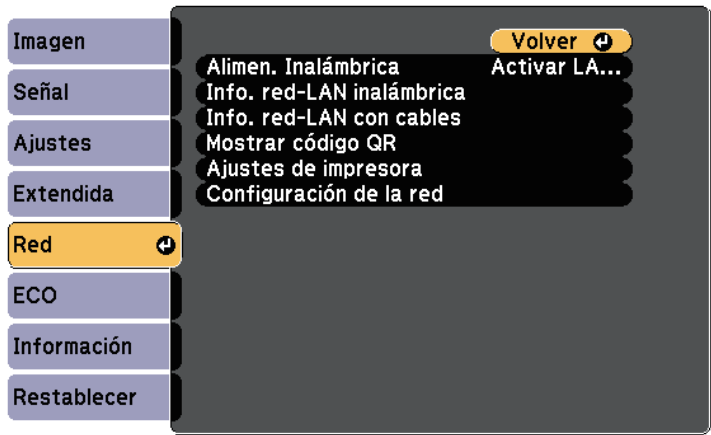 Imagen
Señal
Ajustes
Extendida
Red
ECO
Información
Restablecer
Volver
Alimen. Inalámbrica Activar LA...
Info. red-LAN inalámbrica
Info. red-LAN con cables
Mostrar código QR
Ajustes de impresora
Configuración de la red